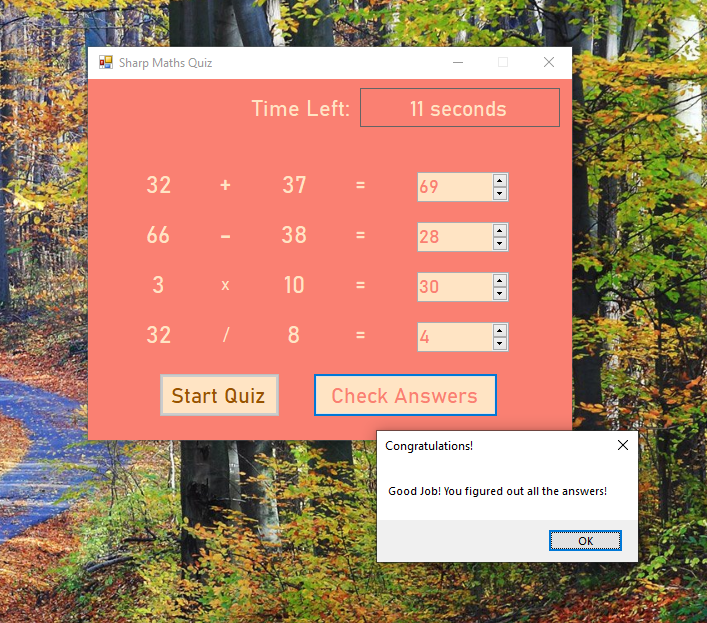 Sharp Maths Quiz
Time Left: 11 seconds
32 + 37 = 69
66 - 38 = 28
3 x 10 = 30
32 / 8 = 4
Start Quiz Check Answers
Congratulations!
Good Job! You figured out all the answers!
OK